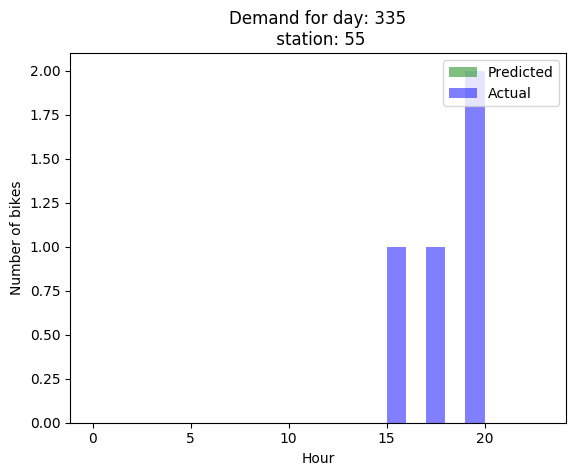 Demand for day: 335
station: 55
Predicted
Actual
2.00
1.75
1.50
1.25
1.00
0.75
0.50
0.25
0.00
Number of bikes
0 5 10 15 20
Hour